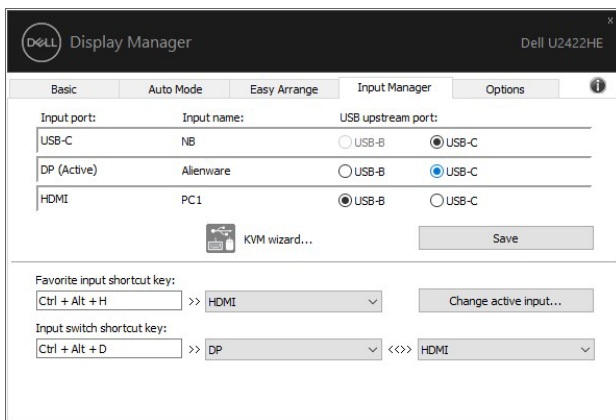 x
DELL Display Manager Dell U2422HE
Basic Auto Mode Easy Arrange Input Manager Options i
Input port: Input name: USB upstream port:
USB-C NB USB-B USB-C
DP (Active) Alienware USB-B USB-C
HDMI PC1 USB-B USB-C
KVM wizard... Save
Favorite input shortcut key:
Ctrl + Alt + H >> HDMI Change active input...
Input switch shortcut key:
Ctrl + Alt + D >> DP <<>> HDMI